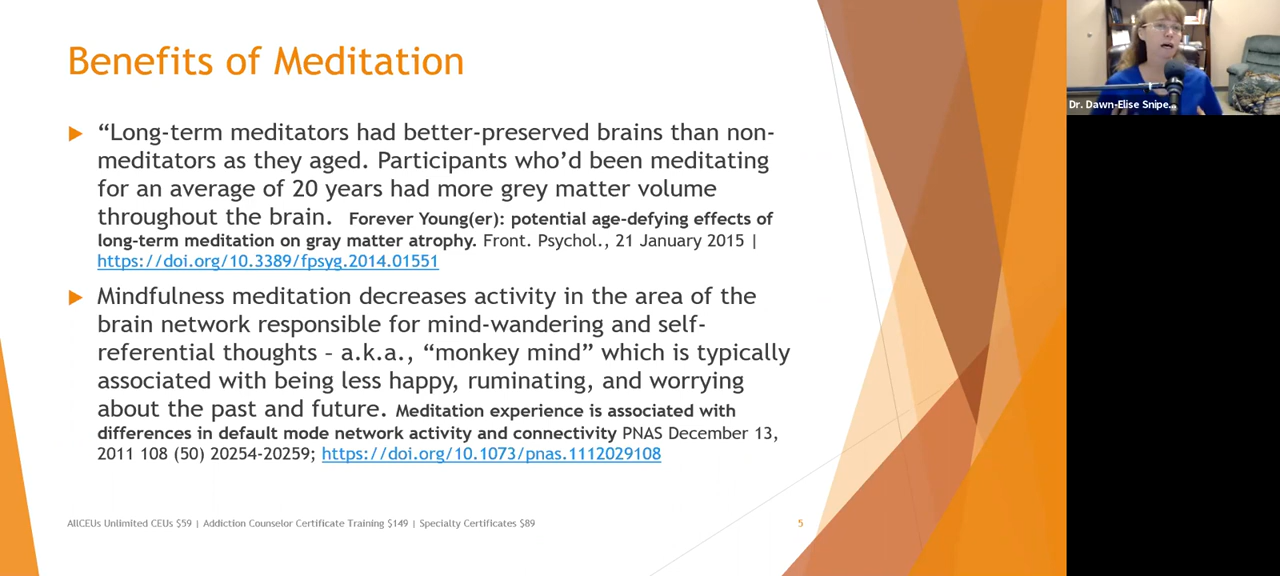 Benefits of Meditation
“Long-term meditators had better-preserved brains than non-
meditators as they aged. Participants who’d been meditating
for an average of 20 years had more grey matter volume
throughout the brain. Forever Young(er): potential age-defying effects of
long-term meditation on gray matter atrophy. Front. Psychol., 21 January 2015 |
https://doi.org/10.3389/fpsyg.2014.01551
Mindfulness meditation decreases activity in the area of the
brain network responsible for mind-wandering and self-
referential thoughts – a.k.a., “monkey mind” which is typically
associated with being less happy, ruminating, and worrying
about the past and future. Meditation experience is associated with
differences in default mode network activity and connectivity PNAS December 13,
2011 108 (50) 20254-20259; https://doi.org/10.1073/pnas.1112029108
AllCEUs Unlimited CEUs $59 | Addiction Counselor Certificate Training $149 | Specialty Certificates $89
5
Dr. Dawn-Elise Snipe...